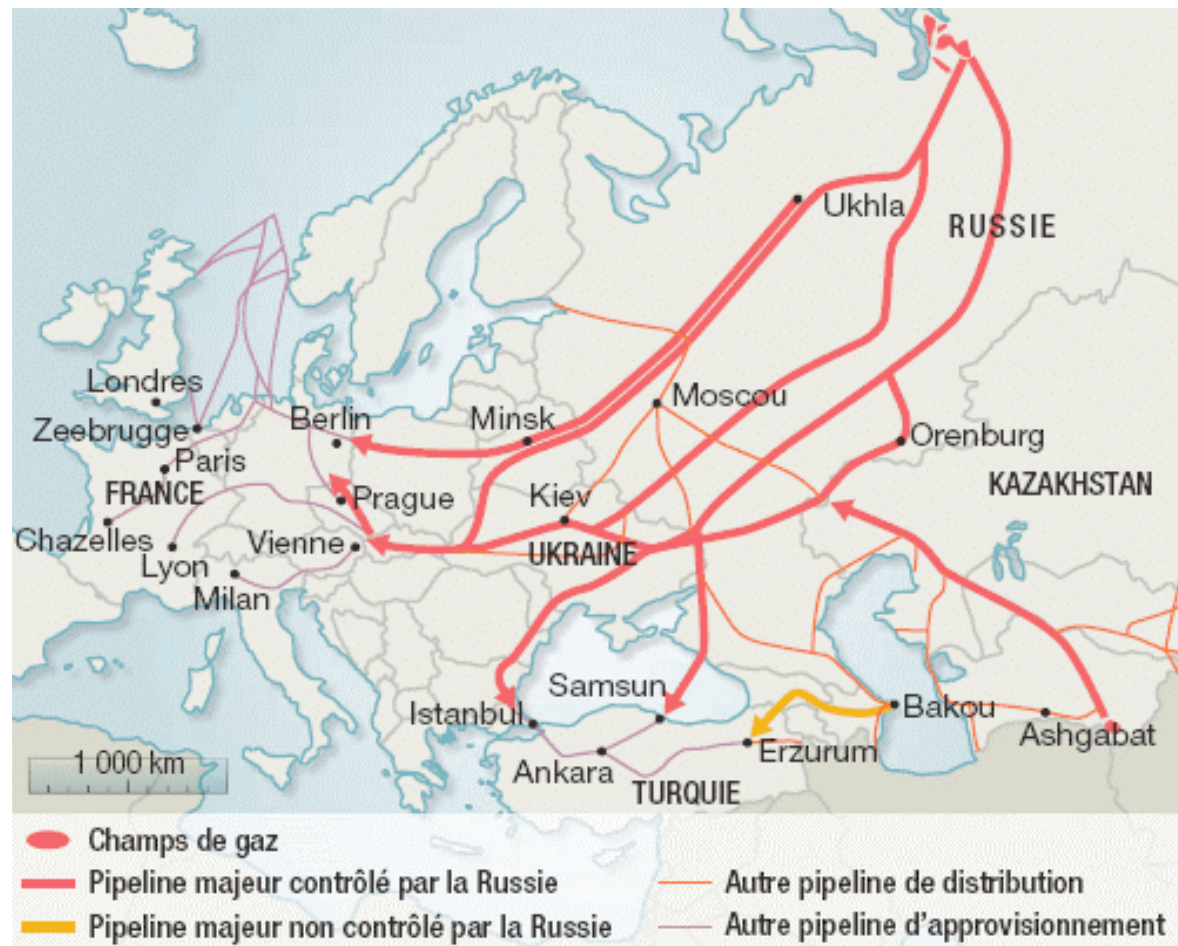 Ukhla
RUSSIE
Londres
Moscou
Zeebrugge
Berlin
Minsk
Orenburg
Paris
FRANCE
Prague
Kiev
KAZAKHSTAN
Chazelles
Vienne
UKRAINE
Lyon
Milan
Samsun
Istanbul
Bakou
Ashgabat
Ankara
Erzurum
1 000 km
TURQUIE
Champs de gaz
Pipeline majeur contrôlé par la Russie
Autre pipeline de distribution
Pipeline majeur non contrôlé par la Russie
Autre pipeline d'approvisionnement